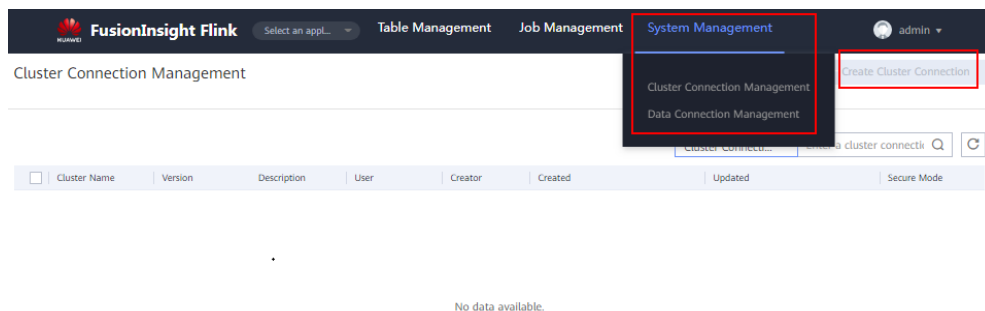 HUAWEI FusionInsight Flink Select an appl... Table Management Job Management System Management admin
Cluster Connection Management
Create Cluster Connection
Cluster Connection Management
Data Connection Management
Cluster Connecti... Enter a cluster connectic
Cluster Name Version Description User Creator Created Updated Secure Mode
No data available.